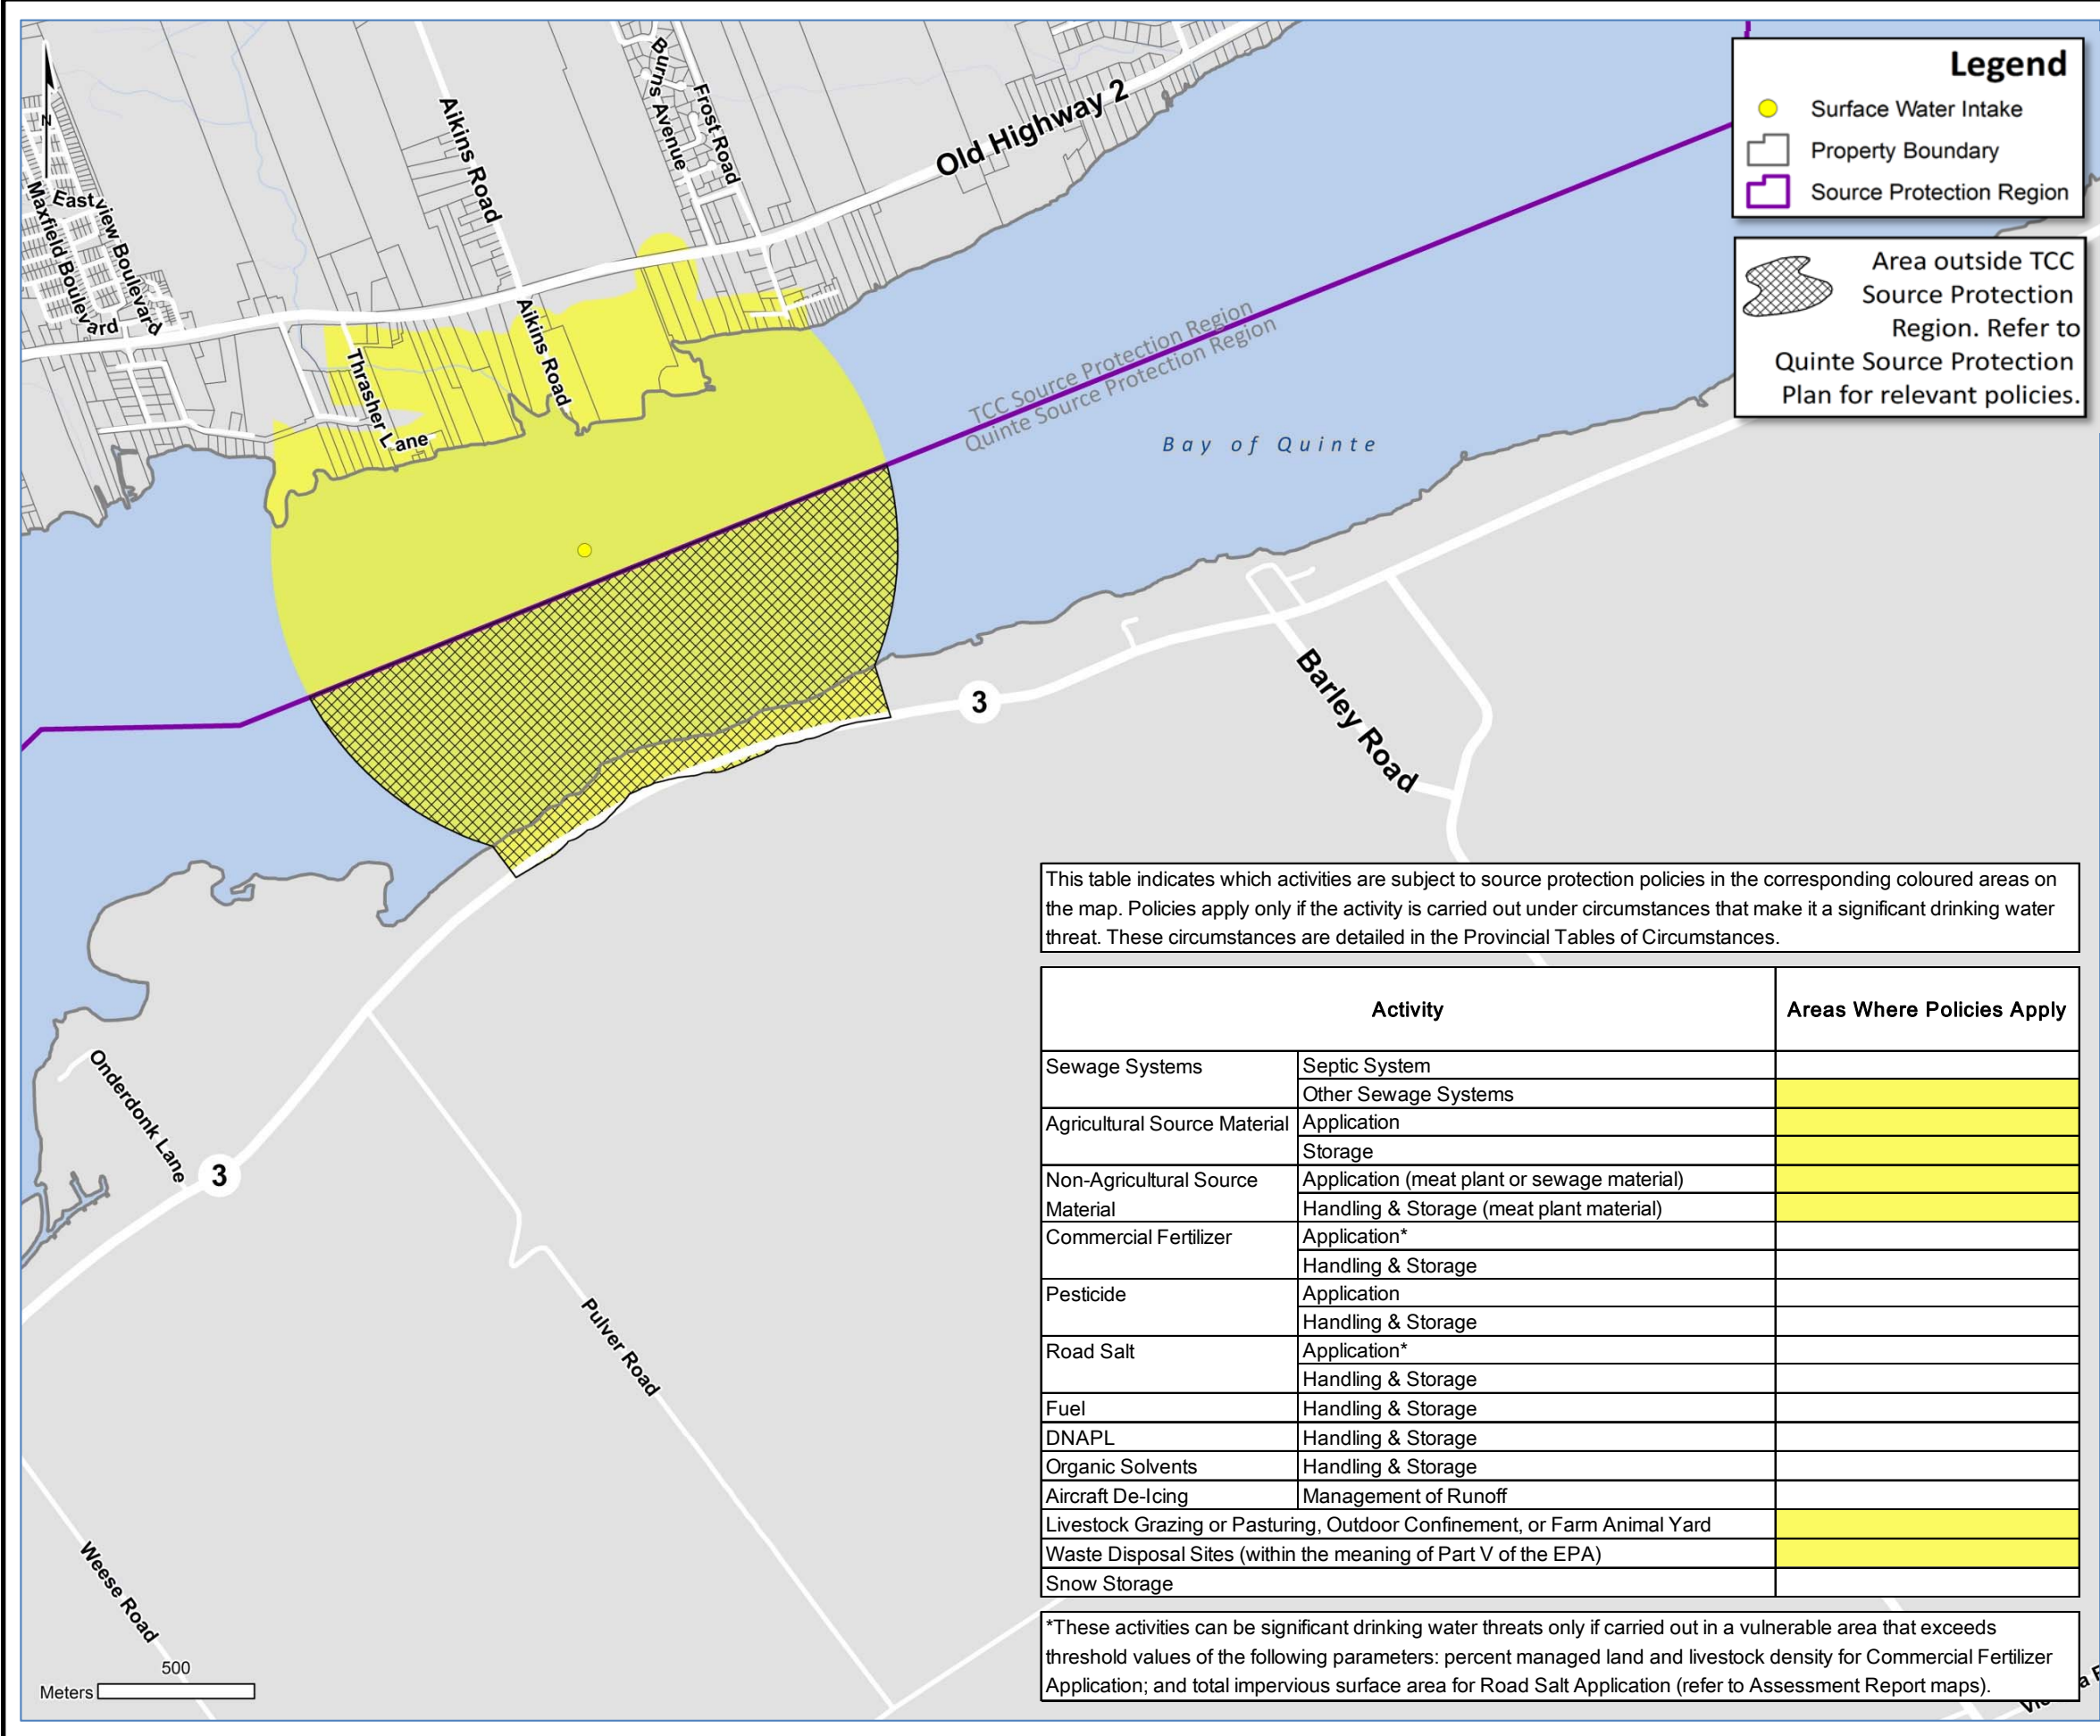 N
Burns Avenue
Frost Road
Aikins Road
Old Highway 2
Eastview Boulevard
Maxfield Boulevard
Aikins Road
Thrasher Lane
TCC Source Protection Region
Quinte Source Protection Region
Bay of Quinte
Legend
Surface Water Intake
Property Boundary
Source Protection Region
Area outside TCC
Source Protection
Region. Refer to
Quinte Source Protection
Plan for relevant policies.
3
Barley Road
Onderdonk Lane
3
Pulver Road
Weese Road
500
Meters
This table indicates which activities are subject to source protection policies in the corresponding coloured areas on
the map. Policies apply only if the activity is carried out under circumstances that make it a significant drinking water
threat. These circumstances are detailed in the Provincial Tables of Circumstances.
Activity Areas Where Policies Apply
Sewage Systems Septic System
Other Sewage Systems
Agricultural Source Material Application
Storage
Non-Agricultural Source Application (meat plant or sewage material)
Material Handling & Storage (meat plant material)
Commercial Fertilizer Application*
Handling & Storage
Pesticide Application
Handling & Storage
Road Salt Application*
Handling & Storage
Fuel Handling & Storage
DNAPL Handling & Storage
Organic Solvents Handling & Storage
Aircraft De-Icing Management of Runoff
Livestock Grazing or Pasturing, Outdoor Confinement, or Farm Animal Yard
Waste Disposal Sites (within the meaning of Part V of the EPA)
Snow Storage
*These activities can be significant drinking water threats only if carried out in a vulnerable area that exceeds
threshold values of the following parameters: percent managed land and livestock density for Commercial Fertilizer
Application; and total impervious surface area for Road Salt Application (refer to Assessment Report maps).